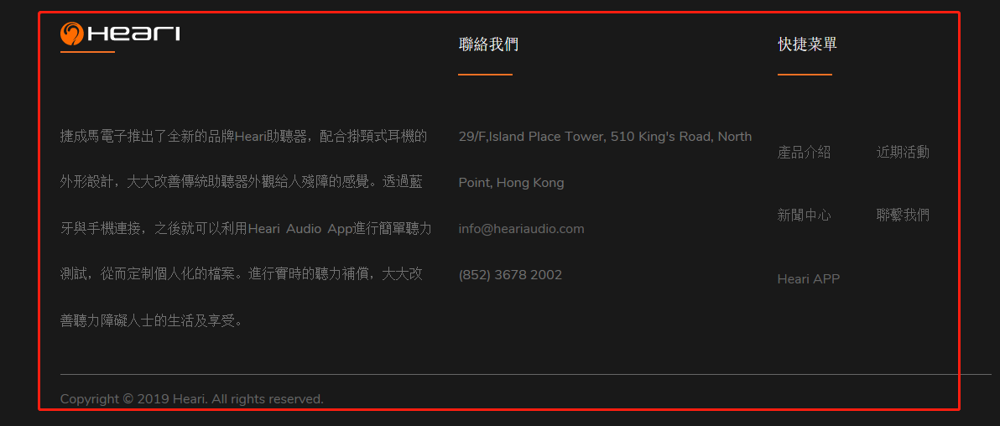 Heari
捷成馬電子推出了全新的品牌Heari助聽器，配合掛頸式耳機的
外形設計，大大改善傳統助聽器外觀給人殘障的感覺。透過藍
牙與手機連接，之後就可以利用Heari Audio App進行簡單聽力
測試，從而定制個人化的檔案。進行實時的聽力補償，大大改
善聽力障礙人士的生活及享受。
聯絡我們
29/F,Island Place Tower, 510 King's Road, North
Point, Hong Kong
info@heariaudio.com
(852) 3678 2002
快捷菜單
產品介紹
近期活動
新聞中心
聯繫我們
Heari APP
Copyright © 2019 Heari. All rights reserved.